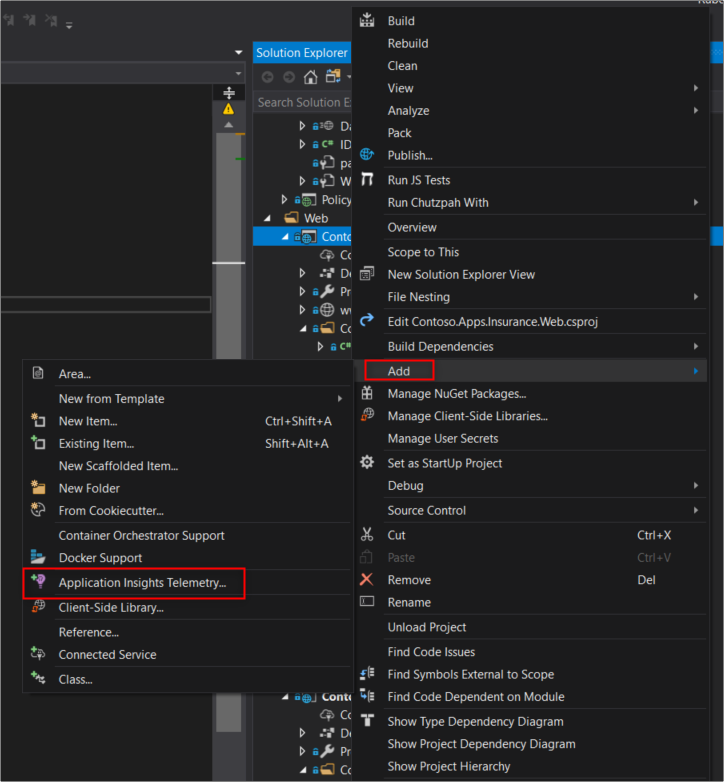 Build
Rebuild
Clean
View
Analyze
Pack
Publish...
Run JS Tests
Run Chutzpah With
Overview
Scope to This
New Solution Explorer View
File Nesting
Edit Contoso.Apps.Insurance.Web.csproj
Build Dependencies
Add
Manage NuGet Packages...
Manage Client-Side Libraries...
Manage User Secrets
Set as StartUp Project
Debug
Source Control
Cut Ctrl+X
Paste Ctrl+V
Remove Del
Rename
Unload Project
Find Code Issues
Find Symbols External to Scope
Find Code Dependent on Module
Show Type Dependency Diagram
Show Project Dependency Diagram
Show Project Hierarchy
Solution Explorer
Search Solution E
Da
C# ID
pa
W
Policy
Web
Conto
Co
De
Pr
w
Co
C#
Area...
New from Template
New Item... Ctrl+Shift+A
Existing Item... Shift+Alt+A
New Scaffolded Item...
New Folder
From Cookiecutter...
Container Orchestrator Support
Docker Support
Application Insights Telemetry...
Client-Side Library...
Reference...
Connected Service
Class...
Conto
Co
De
Pr
Co